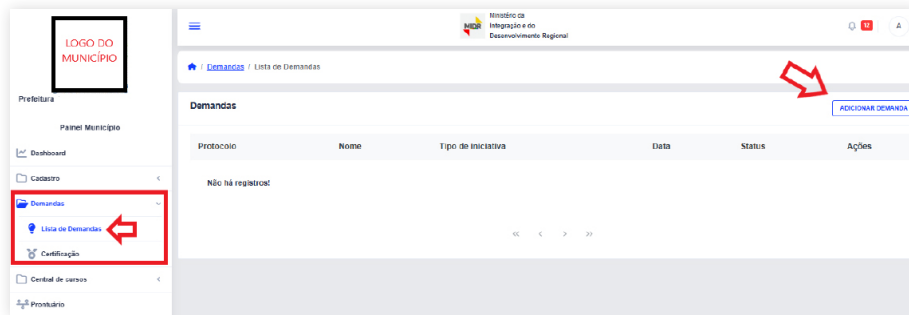 LOGO DO
MUNICÍPIO
Prefeitura
Painel Município
Dashboard
Cadastro
Demandas
Lista de Demandas
Certificação
Central de cursos
Prontuário
MIDR
Ministério da
Integração e do
Desenvolvimento Regional
12
A
/ Demandas / Lista de Demandas
Demandas
ADICIONAR DEMANDA
Protocolo Nome Tipo de iniciativa Data Status Ações
Não há registros!
<< < > >>